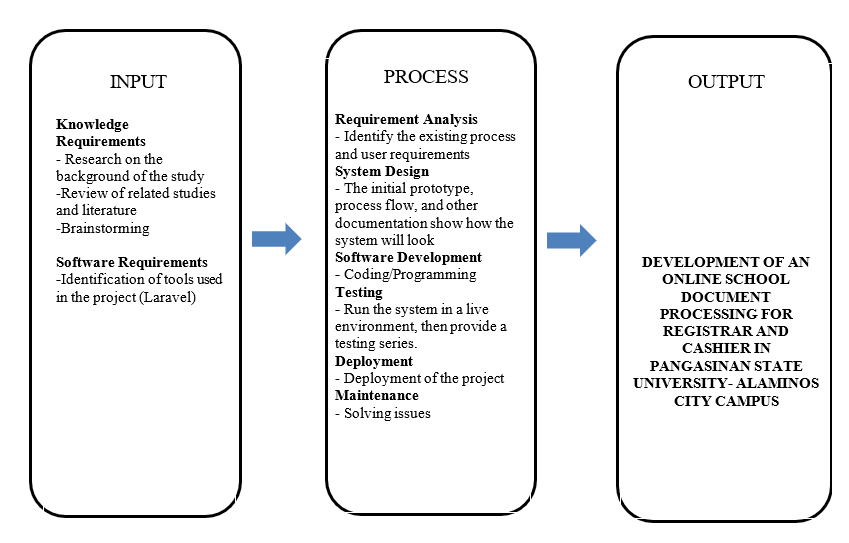 INPUT
Knowledge
Requirements
- Research on the
background of the study
-Review of related studies
and literature
-Brainstorming
Software Requirements
-Identification of tools used
in the project (Laravel)
PROCESS
Requirement Analysis
- Identify the existing process
and user requirements
System Design
- The initial prototype,
process flow, and other
documentation show how the
system will look
Software Development
- Coding/Programming
Testing
- Run the system in a live
environment, then provide a
testing series.
Deployment
- Deployment of the project
Maintenance
- Solving issues
OUTPUT
DEVELOPMENT OF AN
ONLINE SCHOOL
DOCUMENT
PROCESSING FOR
REGISTRAR AND
CASHIER IN
PANGASINAN STATE
UNIVERSITY- ALAMINOS
CITY CAMPUS